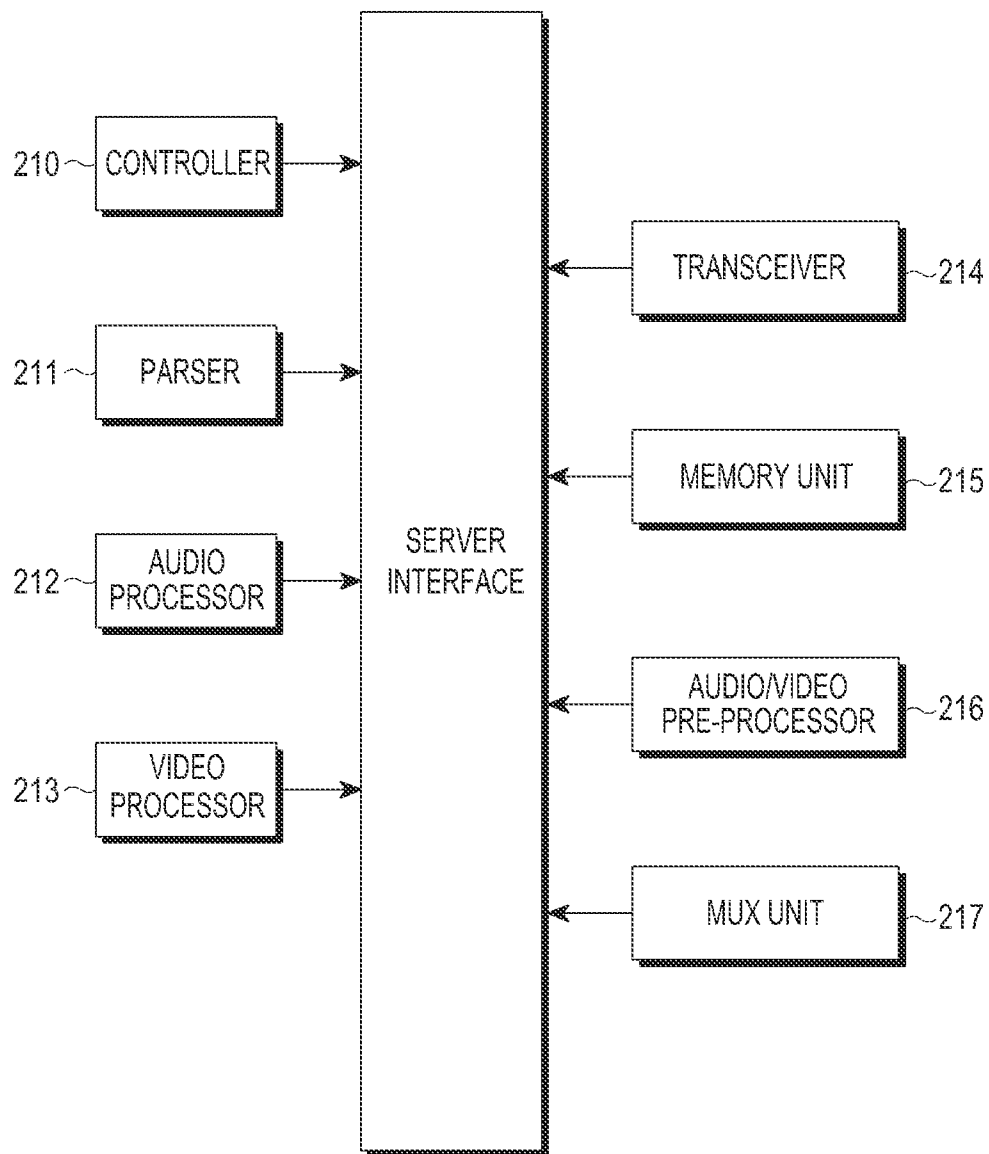 210
CONTROLLER
211
PARSER
212
AUDIO
PROCESSOR
213
VIDEO
PROCESSOR
SERVER
INTERFACE
TRANSCEIVER
214
MEMORY UNIT
215
AUDIO/VIDEO
PRE-PROCESSOR
216
MUX UNIT
217